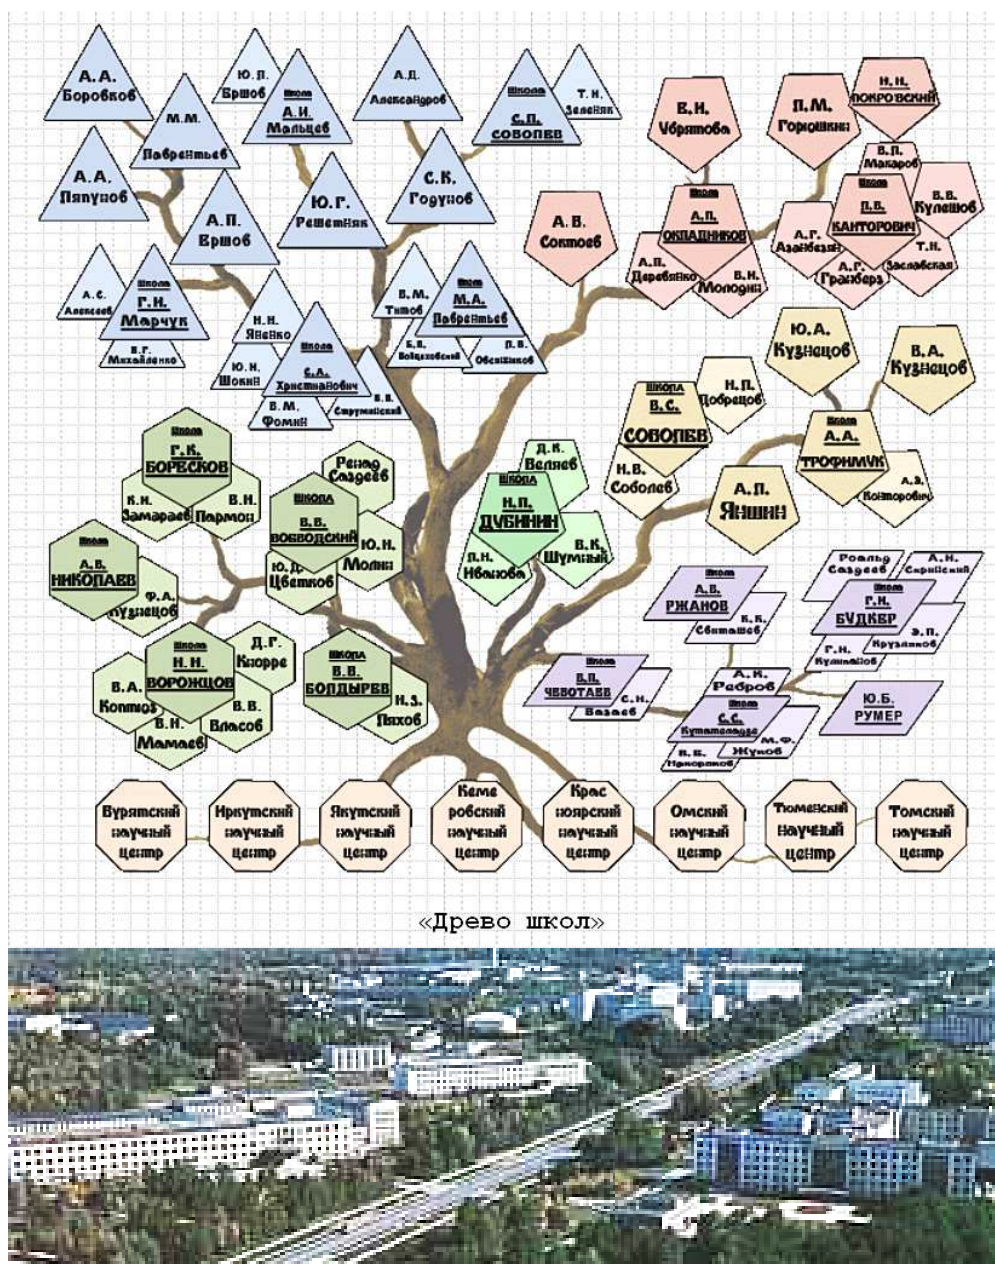 А. А.
Боровков
М. М.
Лаврентьев
Ю. Л.
Ершов
Школа
А. И.
Мальцев
А. Д.
Александров
Школа
С. Л.
СОБОЛЕВ
Т. И.
Зеленяк
А. А.
Ляпунов
А. П.
Ершов
Ю. Г.
Решетняк
С. К.
Годунов
А. С.
Алексеев
Школа
Г. И.
Марчук
В. Г.
Михайленко
Н. Н.
Яненко
Ю. И.
Шокин
Школа
С. А.
Христианович
В. М.
Фомин
В. В.
Струминский
В. М.
Титов
Школа
М. А.
Лаврентьев
Б. В.
Войцеховский
Л. В.
Овсянников
В. И.
Убрятова
П. М.
Горюшкин
Н. Н.
ПОКРОВСКИЙ
А. В.
Соктоев
Школа
А. П.
ОКЛАДНИКОВ
А. П.
Деревянко
В. И.
Молодин
В. Л.
Макаров
Школа
Л. В.
КАНТОРОВИЧ
В. В.
Кулешов
А. Г.
А. Г.
Гранберг
Т. И.
Заславская
Ю. А.
Кузнецов
В. А.
Кузнецов
ШКОЛА
В. С.
СОБОЛЕВ
Н. Л.
Добрецов
Н. В.
Соболев
Школа
А. А.
ТРОФИМУК
А. Э.
Конторович
А. Л.
Яншин
Школа
Г. К.
БОРЕСКОВ
К. И.
Замараев
В. Н.
Пармон
Школа
А. В.
НИКОЛАЕВ
Ф. А.
Кузнецов
Ренад
Сагдеев
ШКОЛА
В. В.
ВОЕВОДСКИЙ
Ю. Н.
Молин
Ю. Д.
Цветков
Школа
Н. Н.
ВОРОЖЦОВ
Д. Г.
Кнорре
В. А.
Коптюг
В. И.
Мамаев
В. В.
Власов
ШКОЛА
В. В.
БОЛДЫРЕВ
Н. З.
Ляхов
Д. К.
Беляев
ШКОЛА
Н. П.
ДУБИНИН
Л. Н.
Иванова
В. К.
Шумный
Школа
А. В.
РЖАНОВ
К. К.
Свиташев
Роальд
Сагдеев
А. Н.
Скринский
Школа
Г. И.
БУДКЕР
Э. П.
Кругляков
Г. Н.
Кулипанов
Школа
В. П.
ЧЕБОТАЕВ
С. Н.
Багаев
А. К.
Ребров
Школа
С. С.
Кутателадзе
М. Ф.
Жуков
В. Е.
Накоряков
Ю. Б.
РУМЕР
Бурятский
научный
центр
Иркутский
научный
центр
Якутский
научный
центр
Кеме
ровский
научный
центр
Крас
ноярский
научный
центр
Омский
научный
центр
Тюменский
научный
центр
Томский
научный
центр
«Древо школ»